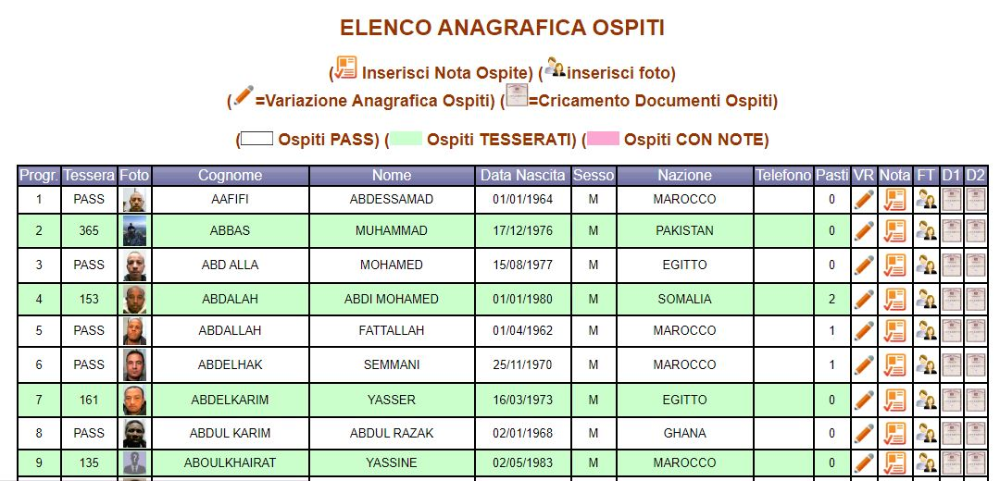 ELENCO ANAGRAFICA OSPITI
( Inserisci Nota Ospite) ( inserisci foto)
( =Variazione Anagrafica Ospiti) ( =Cricamento Documenti Ospiti)
( Ospiti PASS) ( Ospiti TESSERATI) ( Ospiti CON NOTE)
Progr. Tessera Foto Cognome Nome Data Nascita Sesso Nazione Telefono Pasti VR Nota FT D1 D2
1 PASS AAFIFI ABDESSAMAD 01/01/1964 M MAROCCO 0
2 365 ABBAS MUHAMMAD 17/12/1976 M PAKISTAN 0
3 PASS ABD ALLA MOHAMED 15/08/1977 M EGITTO 0
4 153 ABDALAH ABDI MOHAMED 01/01/1980 M SOMALIA 2
5 PASS ABDALLAH FATTALLAH 01/04/1962 M MAROCCO 1
6 PASS ABDELHAK SEMMANI 25/11/1970 M MAROCCO 1
7 161 ABDELKARIM YASSER 16/03/1973 M EGITTO 0
8 PASS ABDUL KARIM ABDUL RAZAK 02/01/1968 M GHANA 0
9 135 ABOULKHAIRAT YASSINE 02/05/1983 M MAROCCO 0